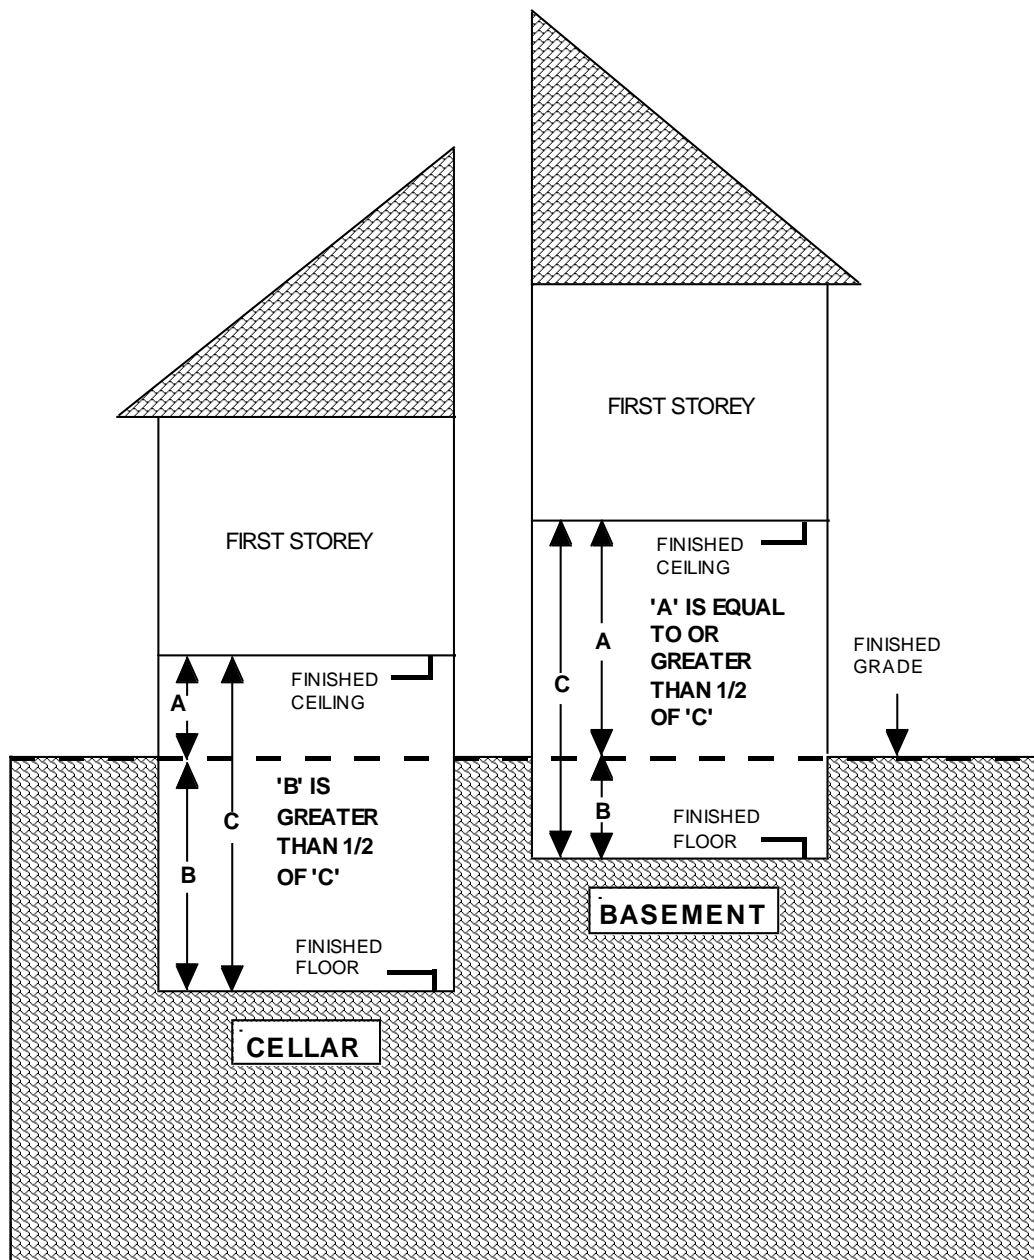 FIRST STOREY
FINISHED
CEILING
A
'B' IS
GREATER
THAN 1/2
OF 'C'
C
B
FINISHED
FLOOR
CELLAR
FIRST STOREY
FINISHED
CEILING
'A' IS EQUAL
TO OR
GREATER
THAN 1/2
OF 'C'
A
C
B
FINISHED
FLOOR
BASEMENT
FINISHED
GRADE